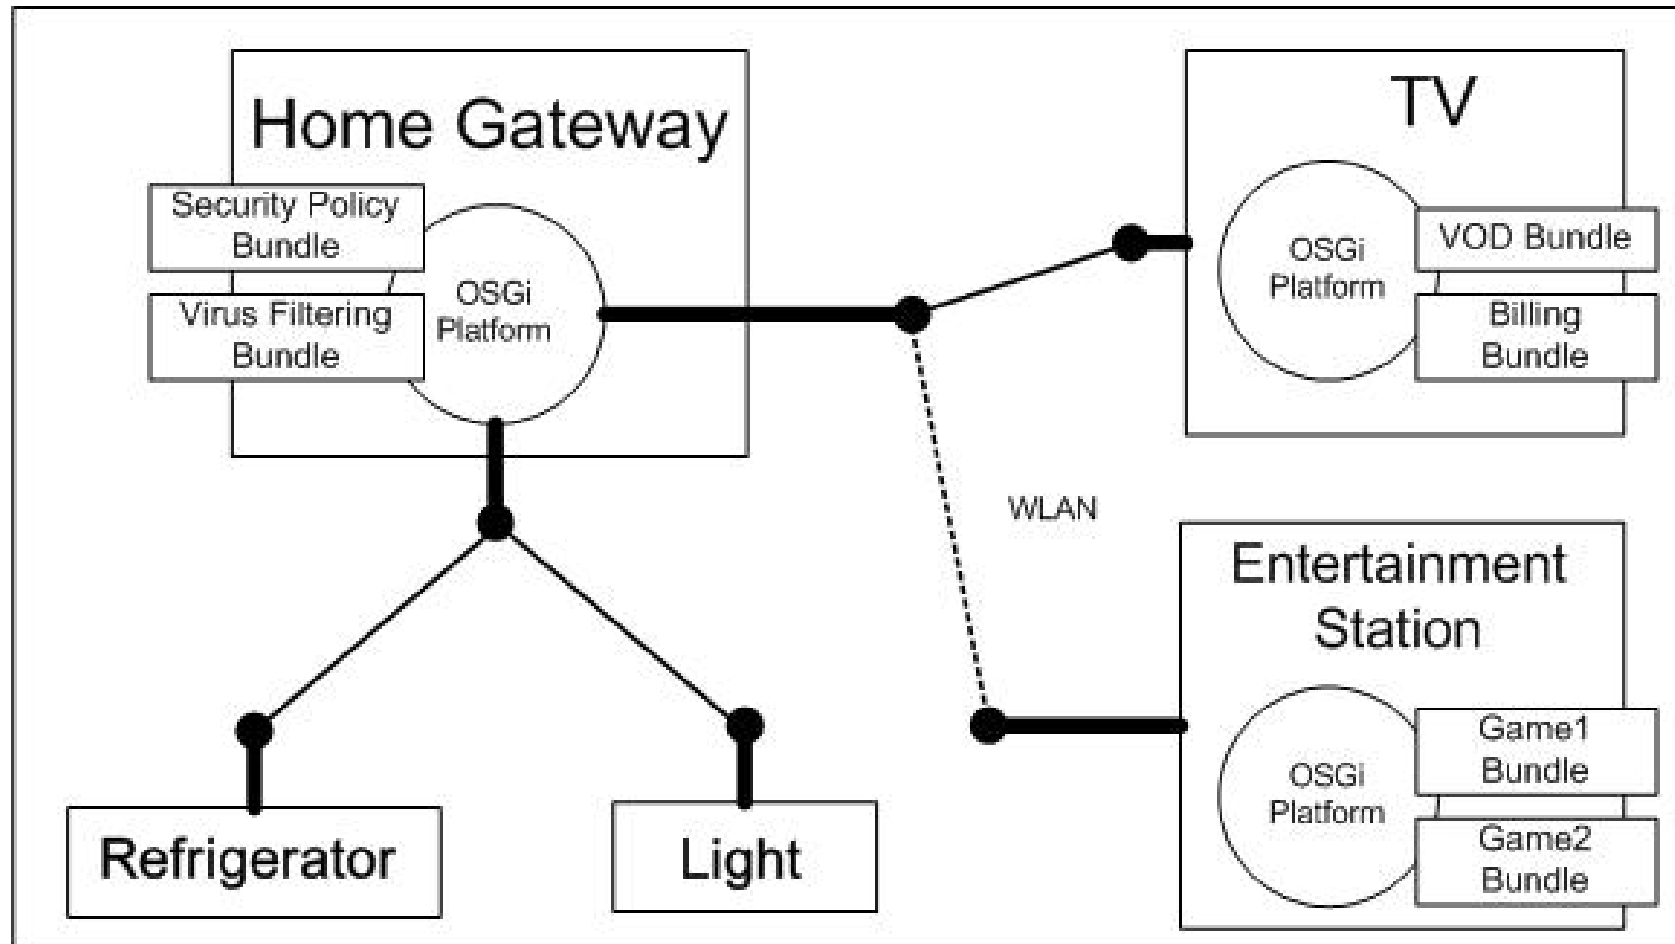 Home Gateway
Security Policy
Bundle
Virus Filtering
Bundle
OSGi
Platform
TV
OSGi
Platform
VOD Bundle
Billing
Bundle
WLAN
Entertainment
Station
OSGi
Platform
Game1
Bundle
Game2
Bundle
Refrigerator
Light